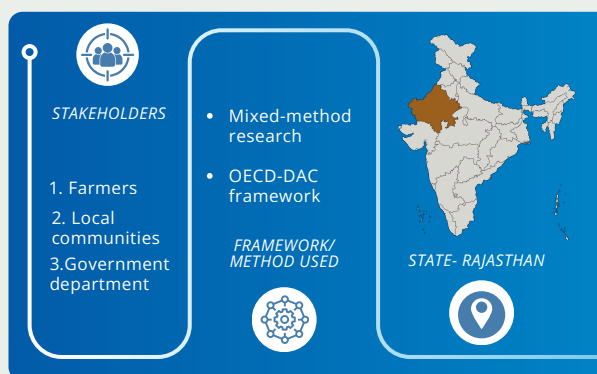 STAKEHOLDERS
1. Farmers
2. Local
communities
3.Government
department
• Mixed-method
research
• OECD-DAC
framework
FRAMEWORK/
METHOD USED
STATE- RAJASTHAN